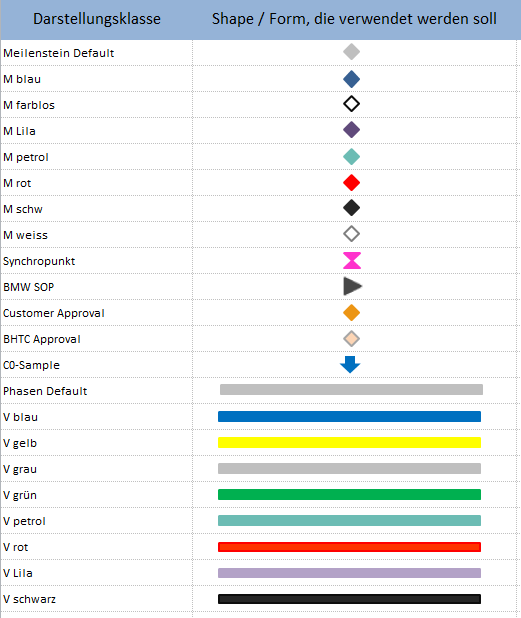 Darstellungsklasse
Shape / Form, die verwendet werden soll
Meilenstein Default
M blau
M farblos
M Lila
M petrol
M rot
M schw
M weiss
Synchropunkt
BMW SOP
Customer Approval
BHTC Approval
C0-Sample
Phasen Default
V blau
V gelb
V grau
V grün
V petrol
V rot
V Lila
V schwarz